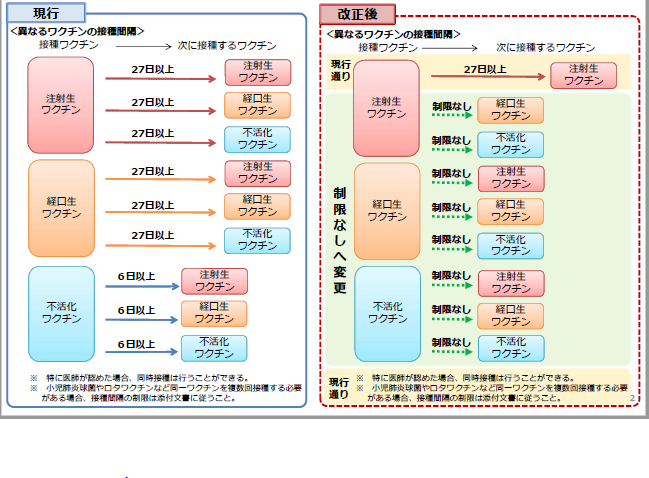 現行
<異なるワクチンの接種間隔>
接種ワクチン
次に接種するワクチン
注射生
ワクチン
27日以上
注射生
ワクチン
27日以上
経口生
ワクチン
27日以上
不活化
ワクチン
経口生
ワクチン
27日以上
注射生
ワクチン
27日以上
経口生
ワクチン
27日以上
不活化
ワクチン
不活化
ワクチン
6日以上
注射生
ワクチン
6日以上
経口生
ワクチン
6日以上
不活化
ワクチン
※ 特に医師が認めた場合、同時接種は行うことができる。
※ 小児肺炎球菌やロタワクチンなど同一ワクチンを複数回接種する必要
がある場合、接種間隔の制限は添付文書に従うこと。
改正後
<異なるワクチンの接種間隔>
接種ワクチン
次に接種するワクチン
現行
通り
注射生
ワクチン
27日以上
注射生
ワクチン
制限なし
経口生
ワクチン
制限なし
不活化
ワクチン
制限なしへ変更
経口生
ワクチン
制限なし
注射生
ワクチン
制限なし
経口生
ワクチン
制限なし
不活化
ワクチン
不活化
ワクチン
制限なし
注射生
ワクチン
制限なし
経口生
ワクチン
制限なし
不活化
ワクチン
現行
通り
※ 特に医師が認めた場合、同時接種は行うことができる。
※ 小児肺炎球菌やロタワクチンなど同一ワクチンを複数回接種する必要
がある場合、接種間隔の制限は添付文書に従うこと。
2